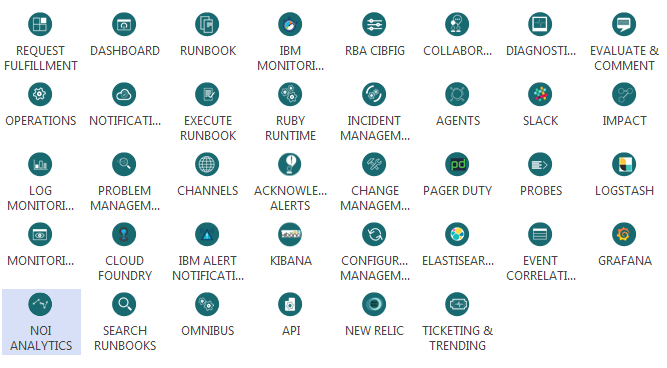 REQUEST FULFILLMENT
DASHBOARD
RUNBOOK
IBM MONITORI...
RBA CIBFIG
COLLABOR...
DIAGNOSTI...
EVALUATE & COMMENT
OPERATIONS
NOTIFICATI...
EXECUTE RUNBOOK
RUBY RUNTIME
INCIDENT MANAGEM...
AGENTS
SLACK
IMPACT
LOG MONITORI...
PROBLEM MANAGEM...
CHANNELS
ACKNOWLE... ALERTS
CHANGE MANAGEM...
pd
PAGER DUTY
PROBES
LOGSTASH
MONITORI...
CLOUD FOUNDRY
IBM ALERT NOTIFICATI...
KIBANA
CONFIGUR... MANAGEM...
ELASTISEAR...
EVENT CORRELATI...
GRAFANA
NOI ANALYTICS
SEARCH RUNBOOKS
OMNIBUS
API
NEW RELIC
TICKETING & TRENDING